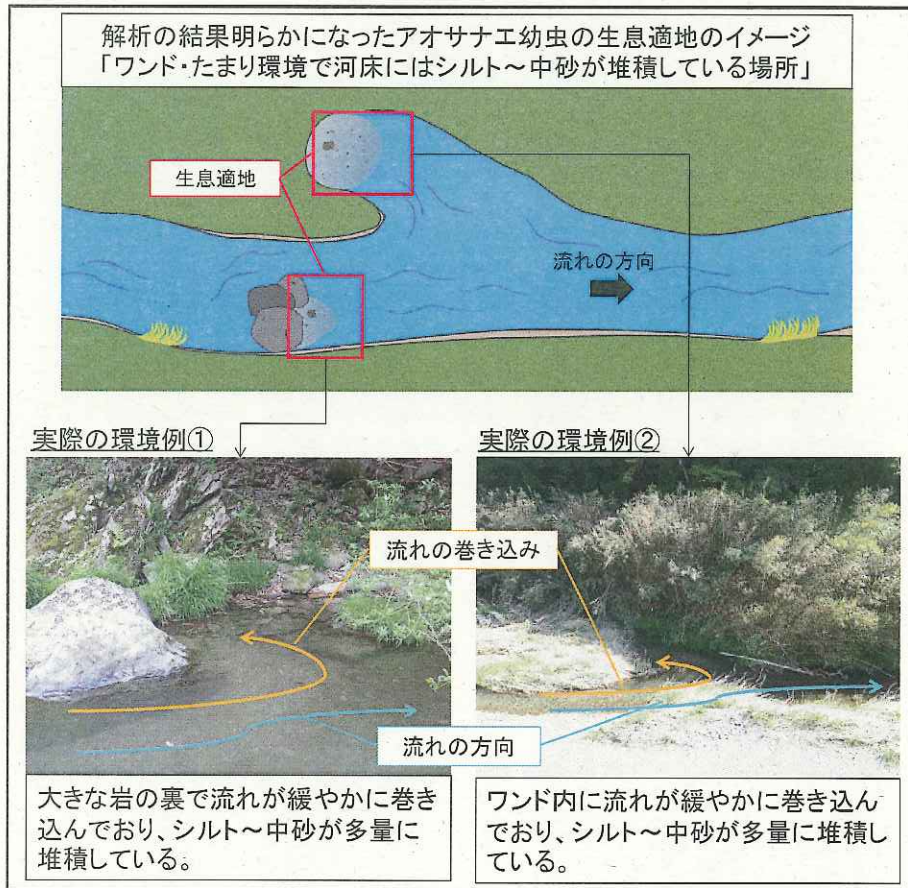 解析の結果明らかになったアオサナエ幼虫の生息適地のイメージ
「ワンド・たまり環境で河床にはシルト～中砂が堆積している場所」
生息適地
流れの方向
実際の環境例①
実際の環境例②
流れの巻き込み
流れの方向
大きな岩の裏で流れが緩やかに巻き
込んでおり、シルト～中砂が多量に
堆積している。
ワンド内に流れが緩やかに巻き込ん
でおり、シルト～中砂が多量に堆積し
ている。